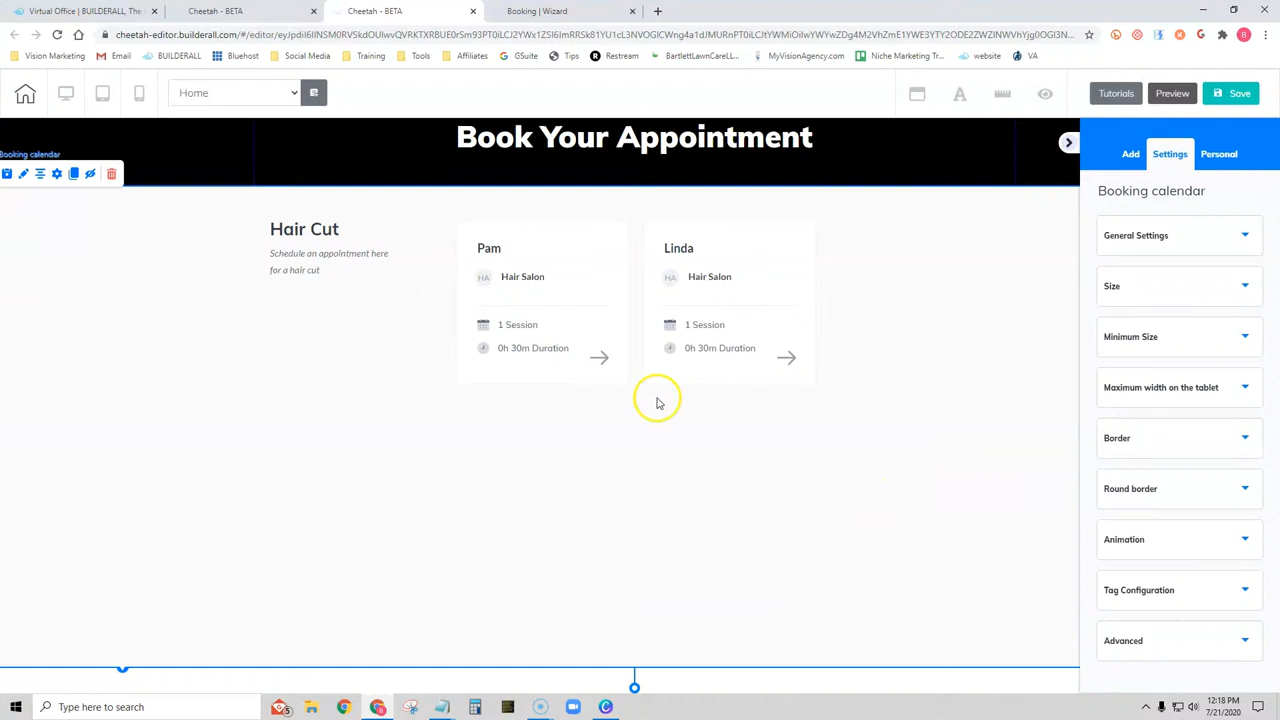 Virtual Office | BUILDERALL, The
Cheetah - BETA
Cheetah - BETA
Booking | Wizard
Vision Marketing
Gmail
BUILDERALL
Bluehost
Social Media
Training
Tools
Affiliates
GSuite
Tips
Restream
BartlettLawnCareLL...
MyVisionAgency.com
Niche Marketing Tr...
website
VA
Home
Tutorials
Preview
Save
Book Your Appointment
Booking calendar
Add
Settings
Personal
Booking calendar
Hair Cut
Schedule an appointment here
for a hair cut
Pam
HA
Hair Salon
1 Session
0h 30m Duration
Linda
HA
Hair Salon
1 Session
0h 30m Duration
General Settings
Size
Minimum Size
Maximum width on the tablet
Border
Round border
Animation
Tag Configuration
Advanced
Type here to search
12:18 PM
7/21/2020